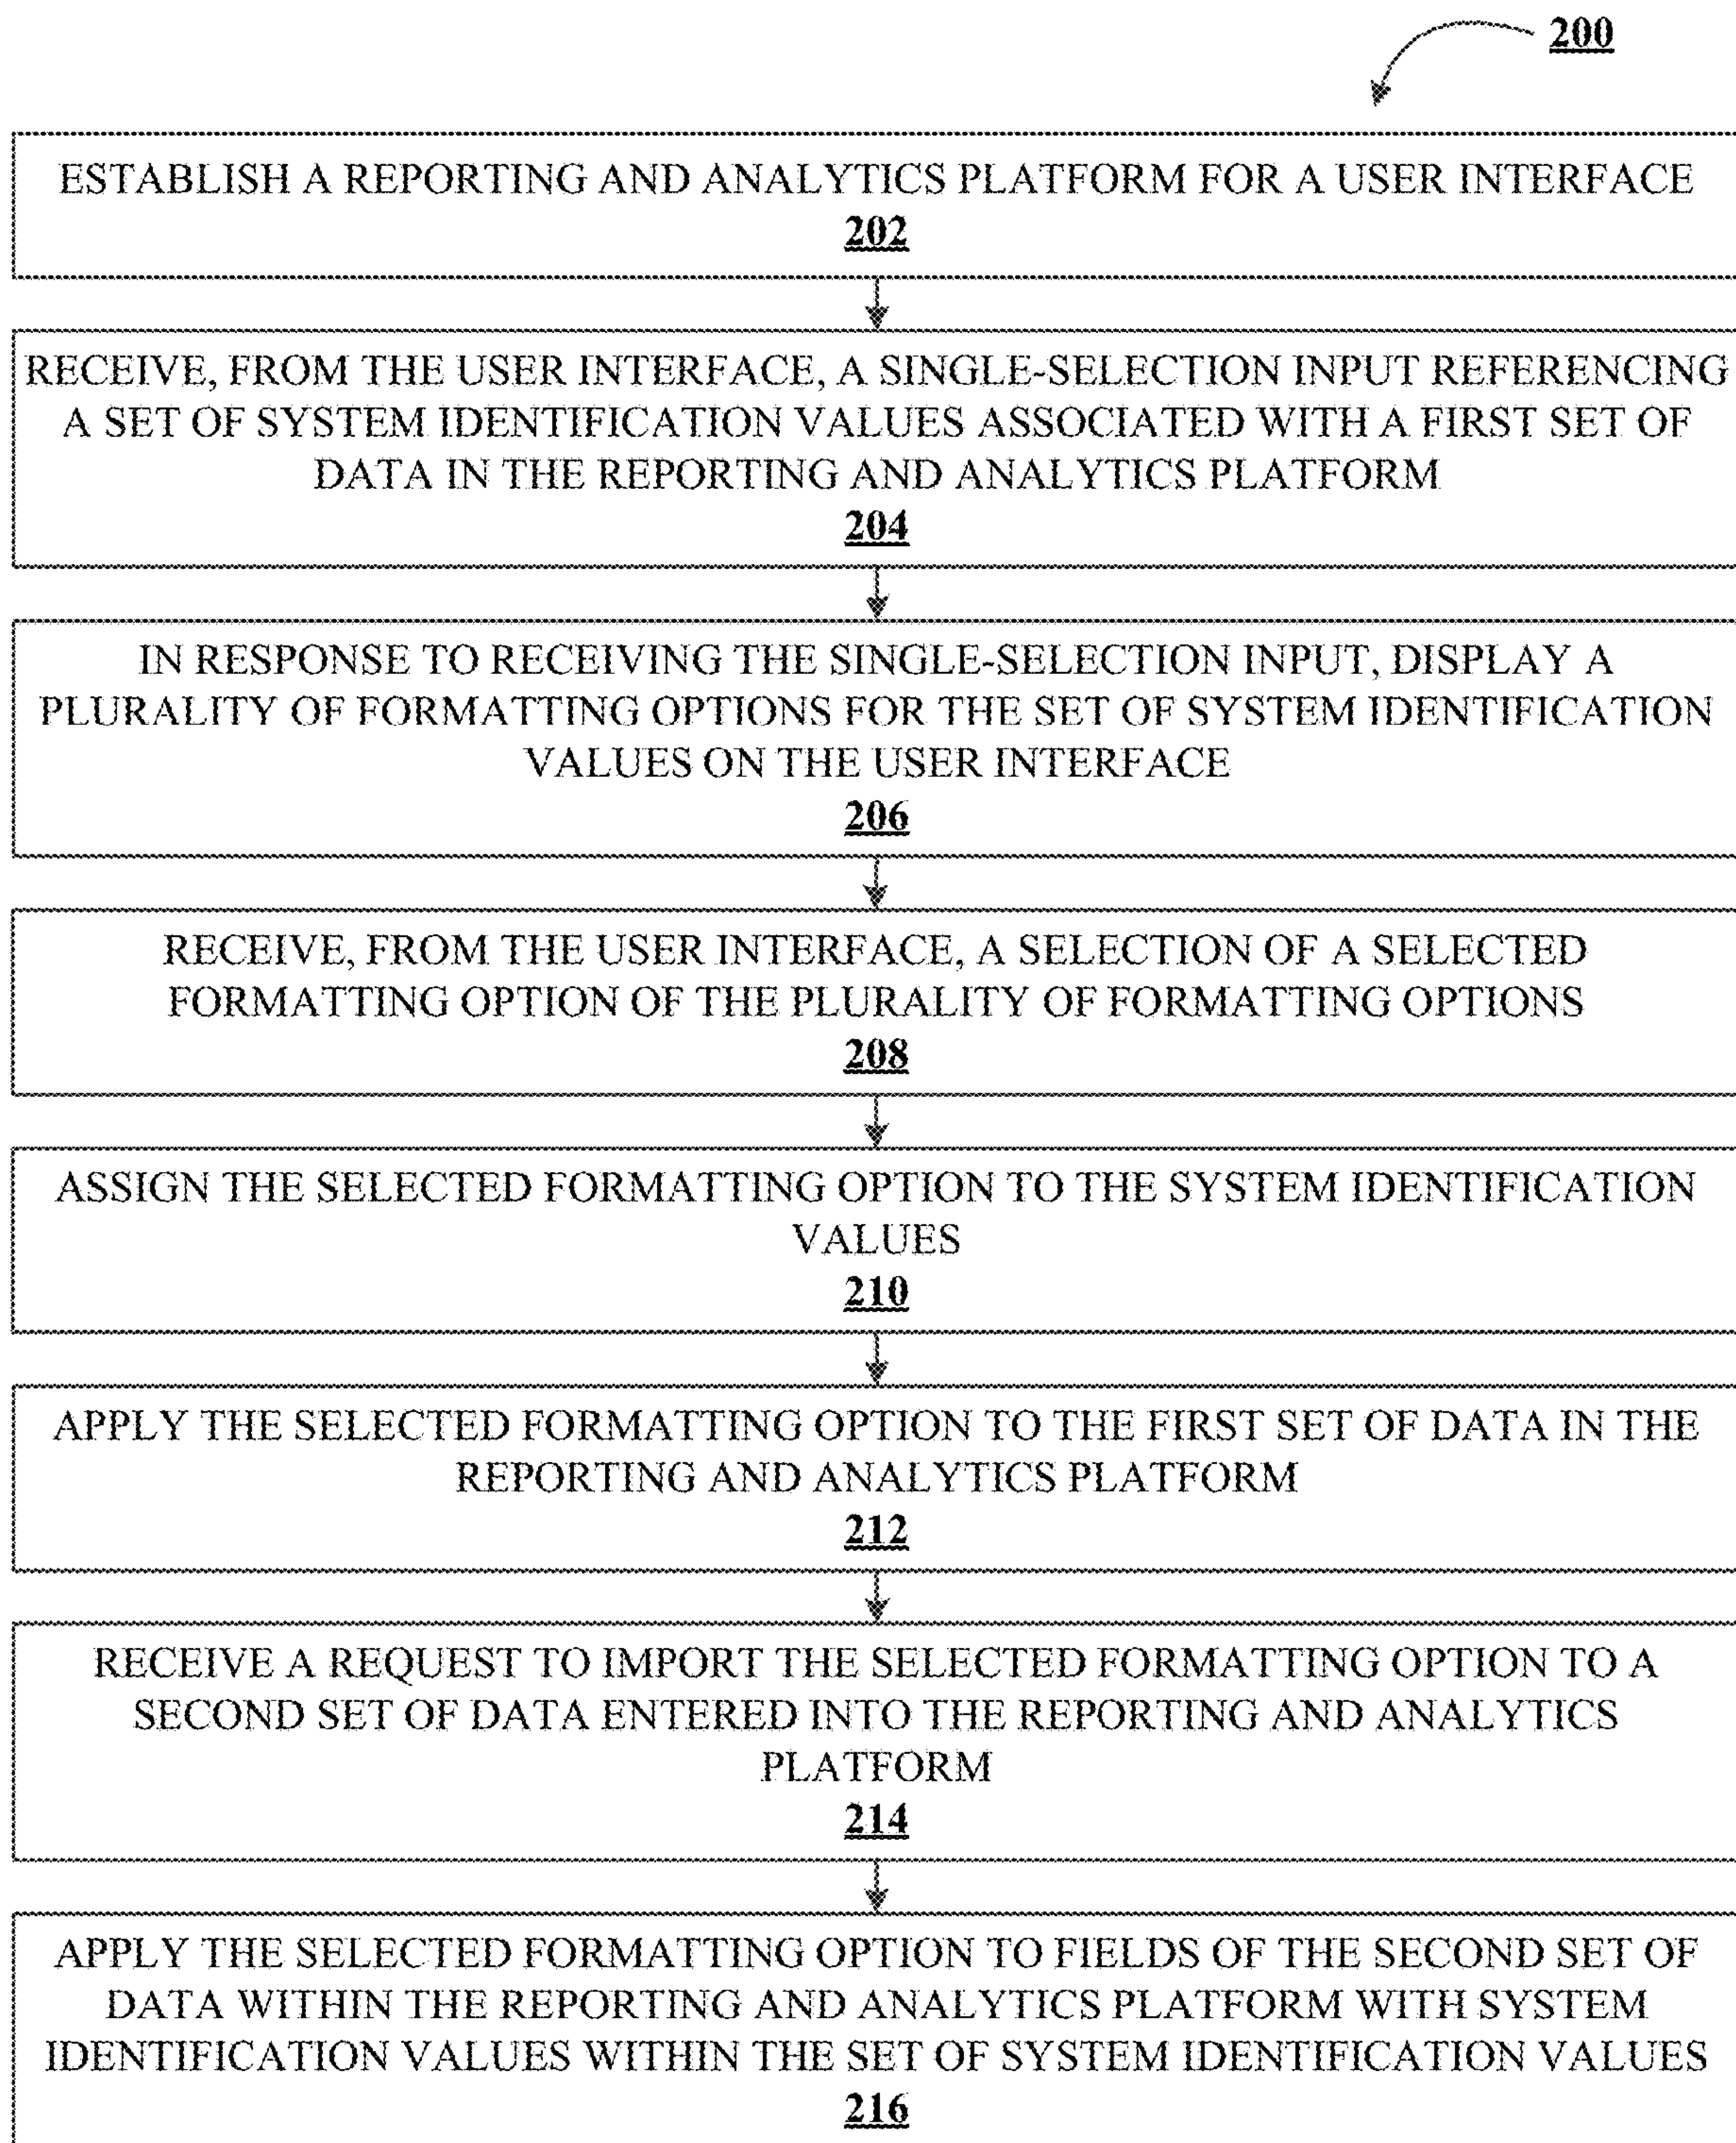 200
ESTABLISH A REPORTING AND ANALYTICS PLATFORM FOR A USER INTERFACE
202
RECEIVE, FROM THE USER INTERFACE, A SINGLE-SELECTION INPUT REFERENCING
A SET OF SYSTEM IDENTIFICATION VALUES ASSOCIATED WITH A FIRST SET OF
DATA IN THE REPORTING AND ANALYTICS PLATFORM
204
IN RESPONSE TO RECEIVING THE SINGLE-SELECTION INPUT, DISPLAY A
PLURALITY OF FORMATTING OPTIONS FOR THE SET OF SYSTEM IDENTIFICATION
VALUES ON THE USER INTERFACE
206
RECEIVE, FROM THE USER INTERFACE, A SELECTION OF A SELECTED
FORMATTING OPTION OF THE PLURALITY OF FORMATTING OPTIONS
208
ASSIGN THE SELECTED FORMATTING OPTION TO THE SYSTEM IDENTIFICATION
VALUES
210
APPLY THE SELECTED FORMATTING OPTION TO THE FIRST SET OF DATA IN THE
REPORTING AND ANALYTICS PLATFORM
212
RECEIVE A REQUEST TO IMPORT THE SELECTED FORMATTING OPTION TO A
SECOND SET OF DATA ENTERED INTO THE REPORTING AND ANALYTICS
PLATFORM
214
APPLY THE SELECTED FORMATTING OPTION TO FIELDS OF THE SECOND SET OF
DATA WITHIN THE REPORTING AND ANALYTICS PLATFORM WITH SYSTEM
IDENTIFICATION VALUES WITHIN THE SET OF SYSTEM IDENTIFICATION VALUES
216